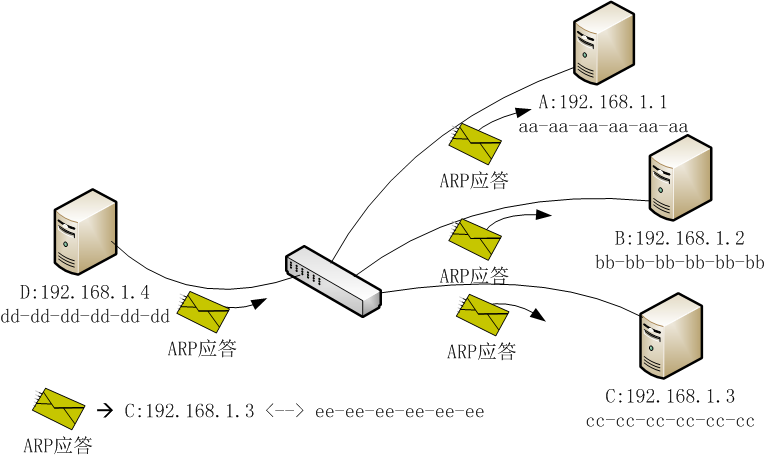 A:192.168.1.1
aa-aa-aa-aa-aa-aa
ARP应答
B:192.168.1.2
bb-bb-bb-bb-bb-bb
ARP应答
D:192.168.1.4
dd-dd-dd-dd-dd-dd
ARP应答
ARP应答
C:192.168.1.3
cc-cc-cc-cc-cc-cc
→ C:192.168.1.3 <--> ee-ee-ee-ee-ee-ee
ARP应答